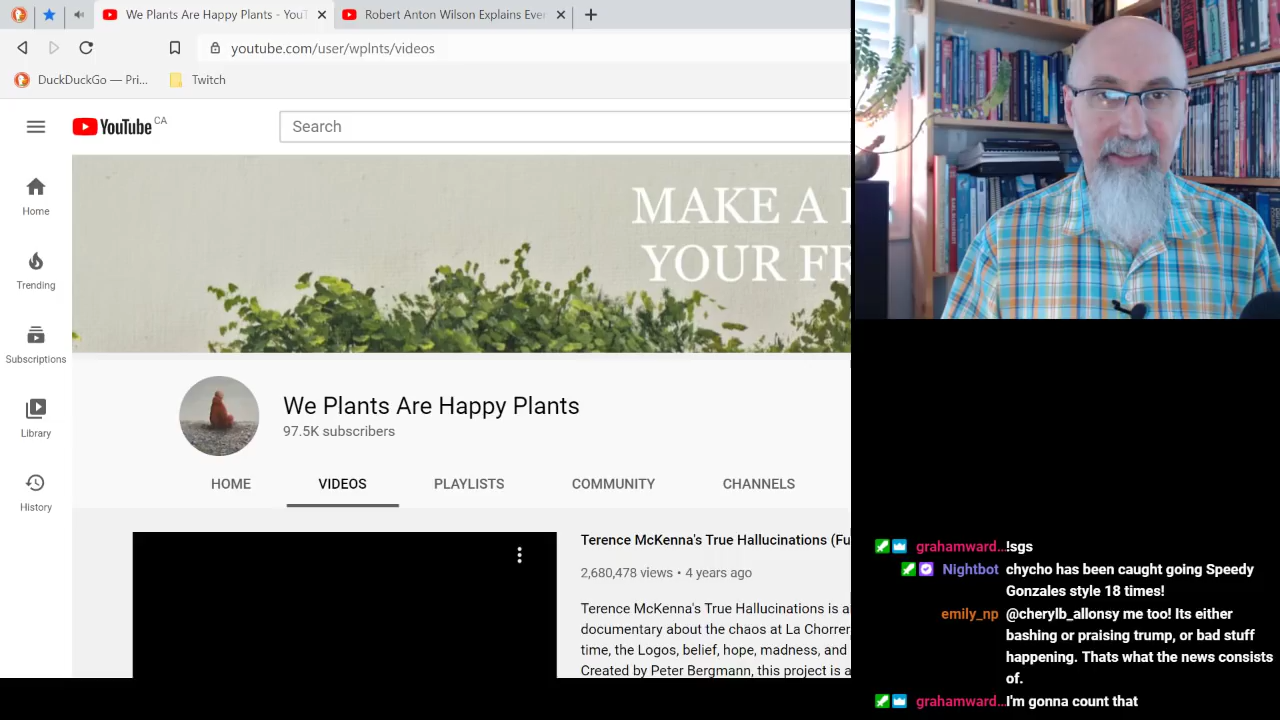 We Plants Are Happy Plants - YouT
Robert Anton Wilson Explains Ever
youtube.com/user/wplnts/videos
DuckDuckGo — Pri...
Twitch
YouTube CA
Search
MAKE A
YOUR FR
Home
Trending
Subscriptions
Library
History
We Plants Are Happy Plants
97.5K subscribers
HOME
VIDEOS
PLAYLISTS
COMMUNITY
CHANNELS
Terence McKenna's True Hallucinations (Fu
2,680,478 views • 4 years ago
Terence McKenna's True Hallucinations is a
documentary about the chaos at La Chorrer
time, the Logos, belief, hope, madness, and
Created by Peter Bergmann, this project is a
grahamward... !sgs
Nightbot chycho has been caught going Speedy
Gonzales style 18 times!
emily_np @cherylb_allonsy me too! Its either
bashing or praising trump, or bad stuff
happening. Thats what the news consists
of.
grahamward... I'm gonna count that